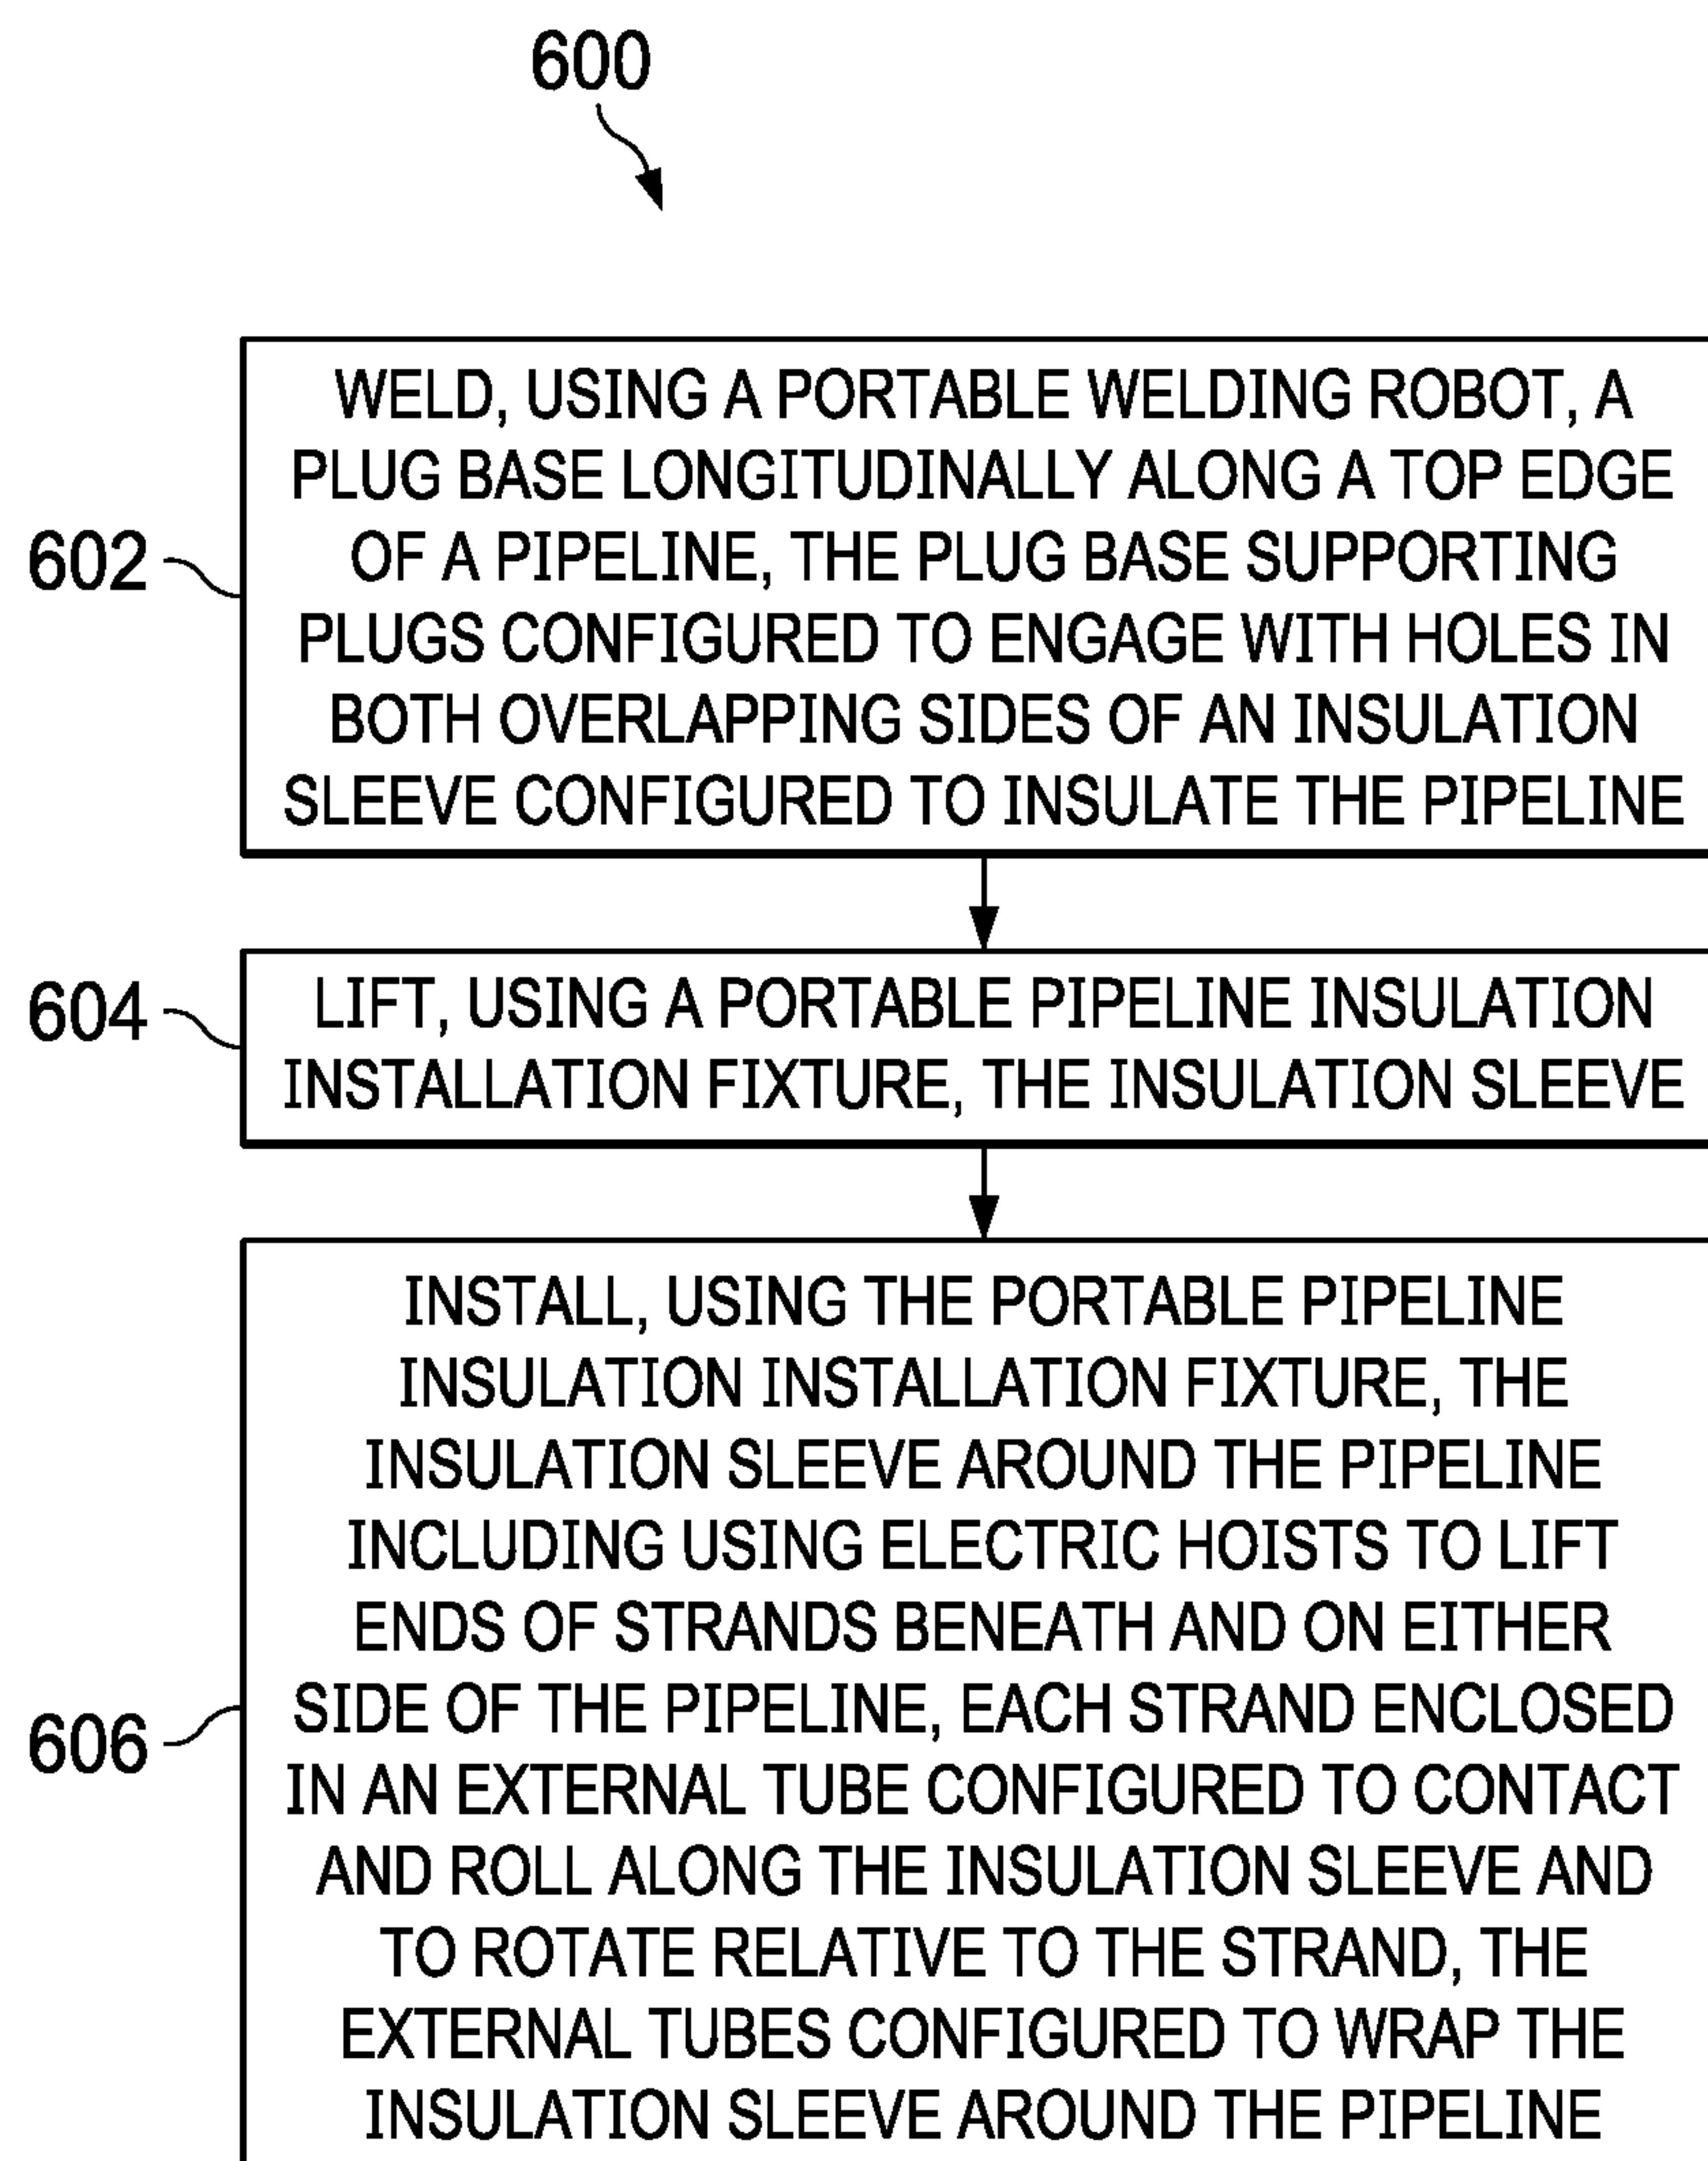 600
602
WELD, USING A PORTABLE WELDING ROBOT, A
PLUG BASE LONGITUDINALLY ALONG A TOP EDGE
OF A PIPELINE, THE PLUG BASE SUPPORTING
PLUGS CONFIGURED TO ENGAGE WITH HOLES IN
BOTH OVERLAPPING SIDES OF AN INSULATION
SLEEVE CONFIGURED TO INSULATE THE PIPELINE
604
LIFT, USING A PORTABLE PIPELINE INSULATION
INSTALLATION FIXTURE, THE INSULATION SLEEVE
606
INSTALL, USING THE PORTABLE PIPELINE
INSULATION INSTALLATION FIXTURE, THE
INSULATION SLEEVE AROUND THE PIPELINE
INCLUDING USING ELECTRIC HOISTS TO LIFT
ENDS OF STRANDS BENEATH AND ON EITHER
SIDE OF THE PIPELINE, EACH STRAND ENCLOSED
IN AN EXTERNAL TUBE CONFIGURED TO CONTACT
AND ROLL ALONG THE INSULATION SLEEVE AND
TO ROTATE RELATIVE TO THE STRAND, THE
EXTERNAL TUBES CONFIGURED TO WRAP THE
INSULATION SLEEVE AROUND THE PIPELINE